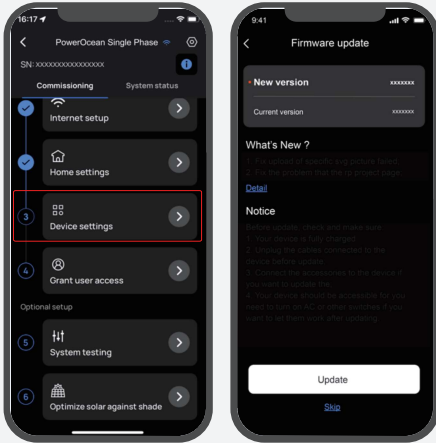 16:17
PowerOcean Single Phase
SN: xxxxxxxxxxxxxxxx
Commissioning
System status
Internet setup
Home settings
3
Device settings
4
Grant user access
Optional setup
5
System testing
6
Optimize solar against shade
9:41
Firmware update
New version
xxxxxxx
Current version
xxxxxxx
What's New ?
1. Fix upload of specific svg picture failed.
2. Fix the problem that the rp project page.
Detail
Notice
Before update, check and make sure:
1. Your device is fully charged.
2. Unplug the cables connected to the
device before update.
3. Connect the accessories to the device if
you want to update the.
4. Your device should be accessible for you
need to turn on AC or other switches if you
want to let them work after updating.
Update
Skip